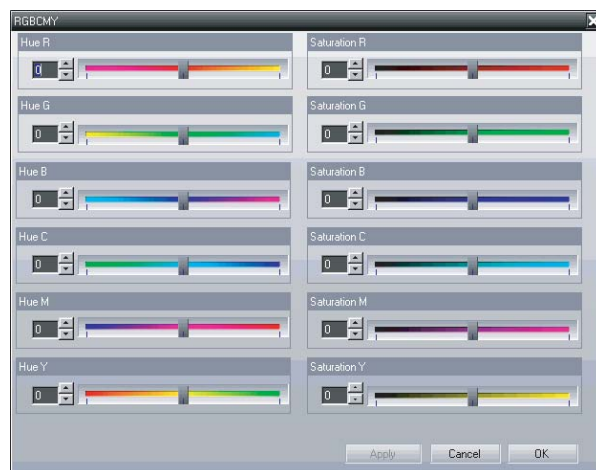 RGBCMY
Hue R
0
Saturation R
0
Hue G
0
Saturation G
0
Hue B
0
Saturation B
0
Hue C
0
Saturation C
0
Hue M
0
Saturation M
0
Hue Y
0
Saturation Y
0
Apply
Cancel
OK